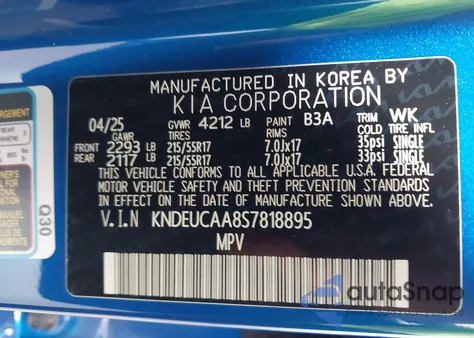 MANUFACTURED IN KOREA BY
KIA CORPORATION
04/25 GVWR 4212 LB PAINT B3A TRIM WK
GAWR TIRES RIMS COLD TIRE INFL
FRONT 2293 LB 215/55R17 7.0Jx17 35psi SINGLE
REAR 2117 LB 215/55R17 7.0Jx17 33psi SINGLE
THIS VEHICLE CONFORMS TO ALL APPLICABLE U.S.A. FEDERAL
MOTOR VEHICLE SAFETY AND THEFT PREVENTION STANDARDS
IN EFFECT ON THE DATE OF MANUFACTURE SHOWN ABOVE.
V.I.N KNDEUCAA8S7818895
MPV
Q30
REAR
autoSnap